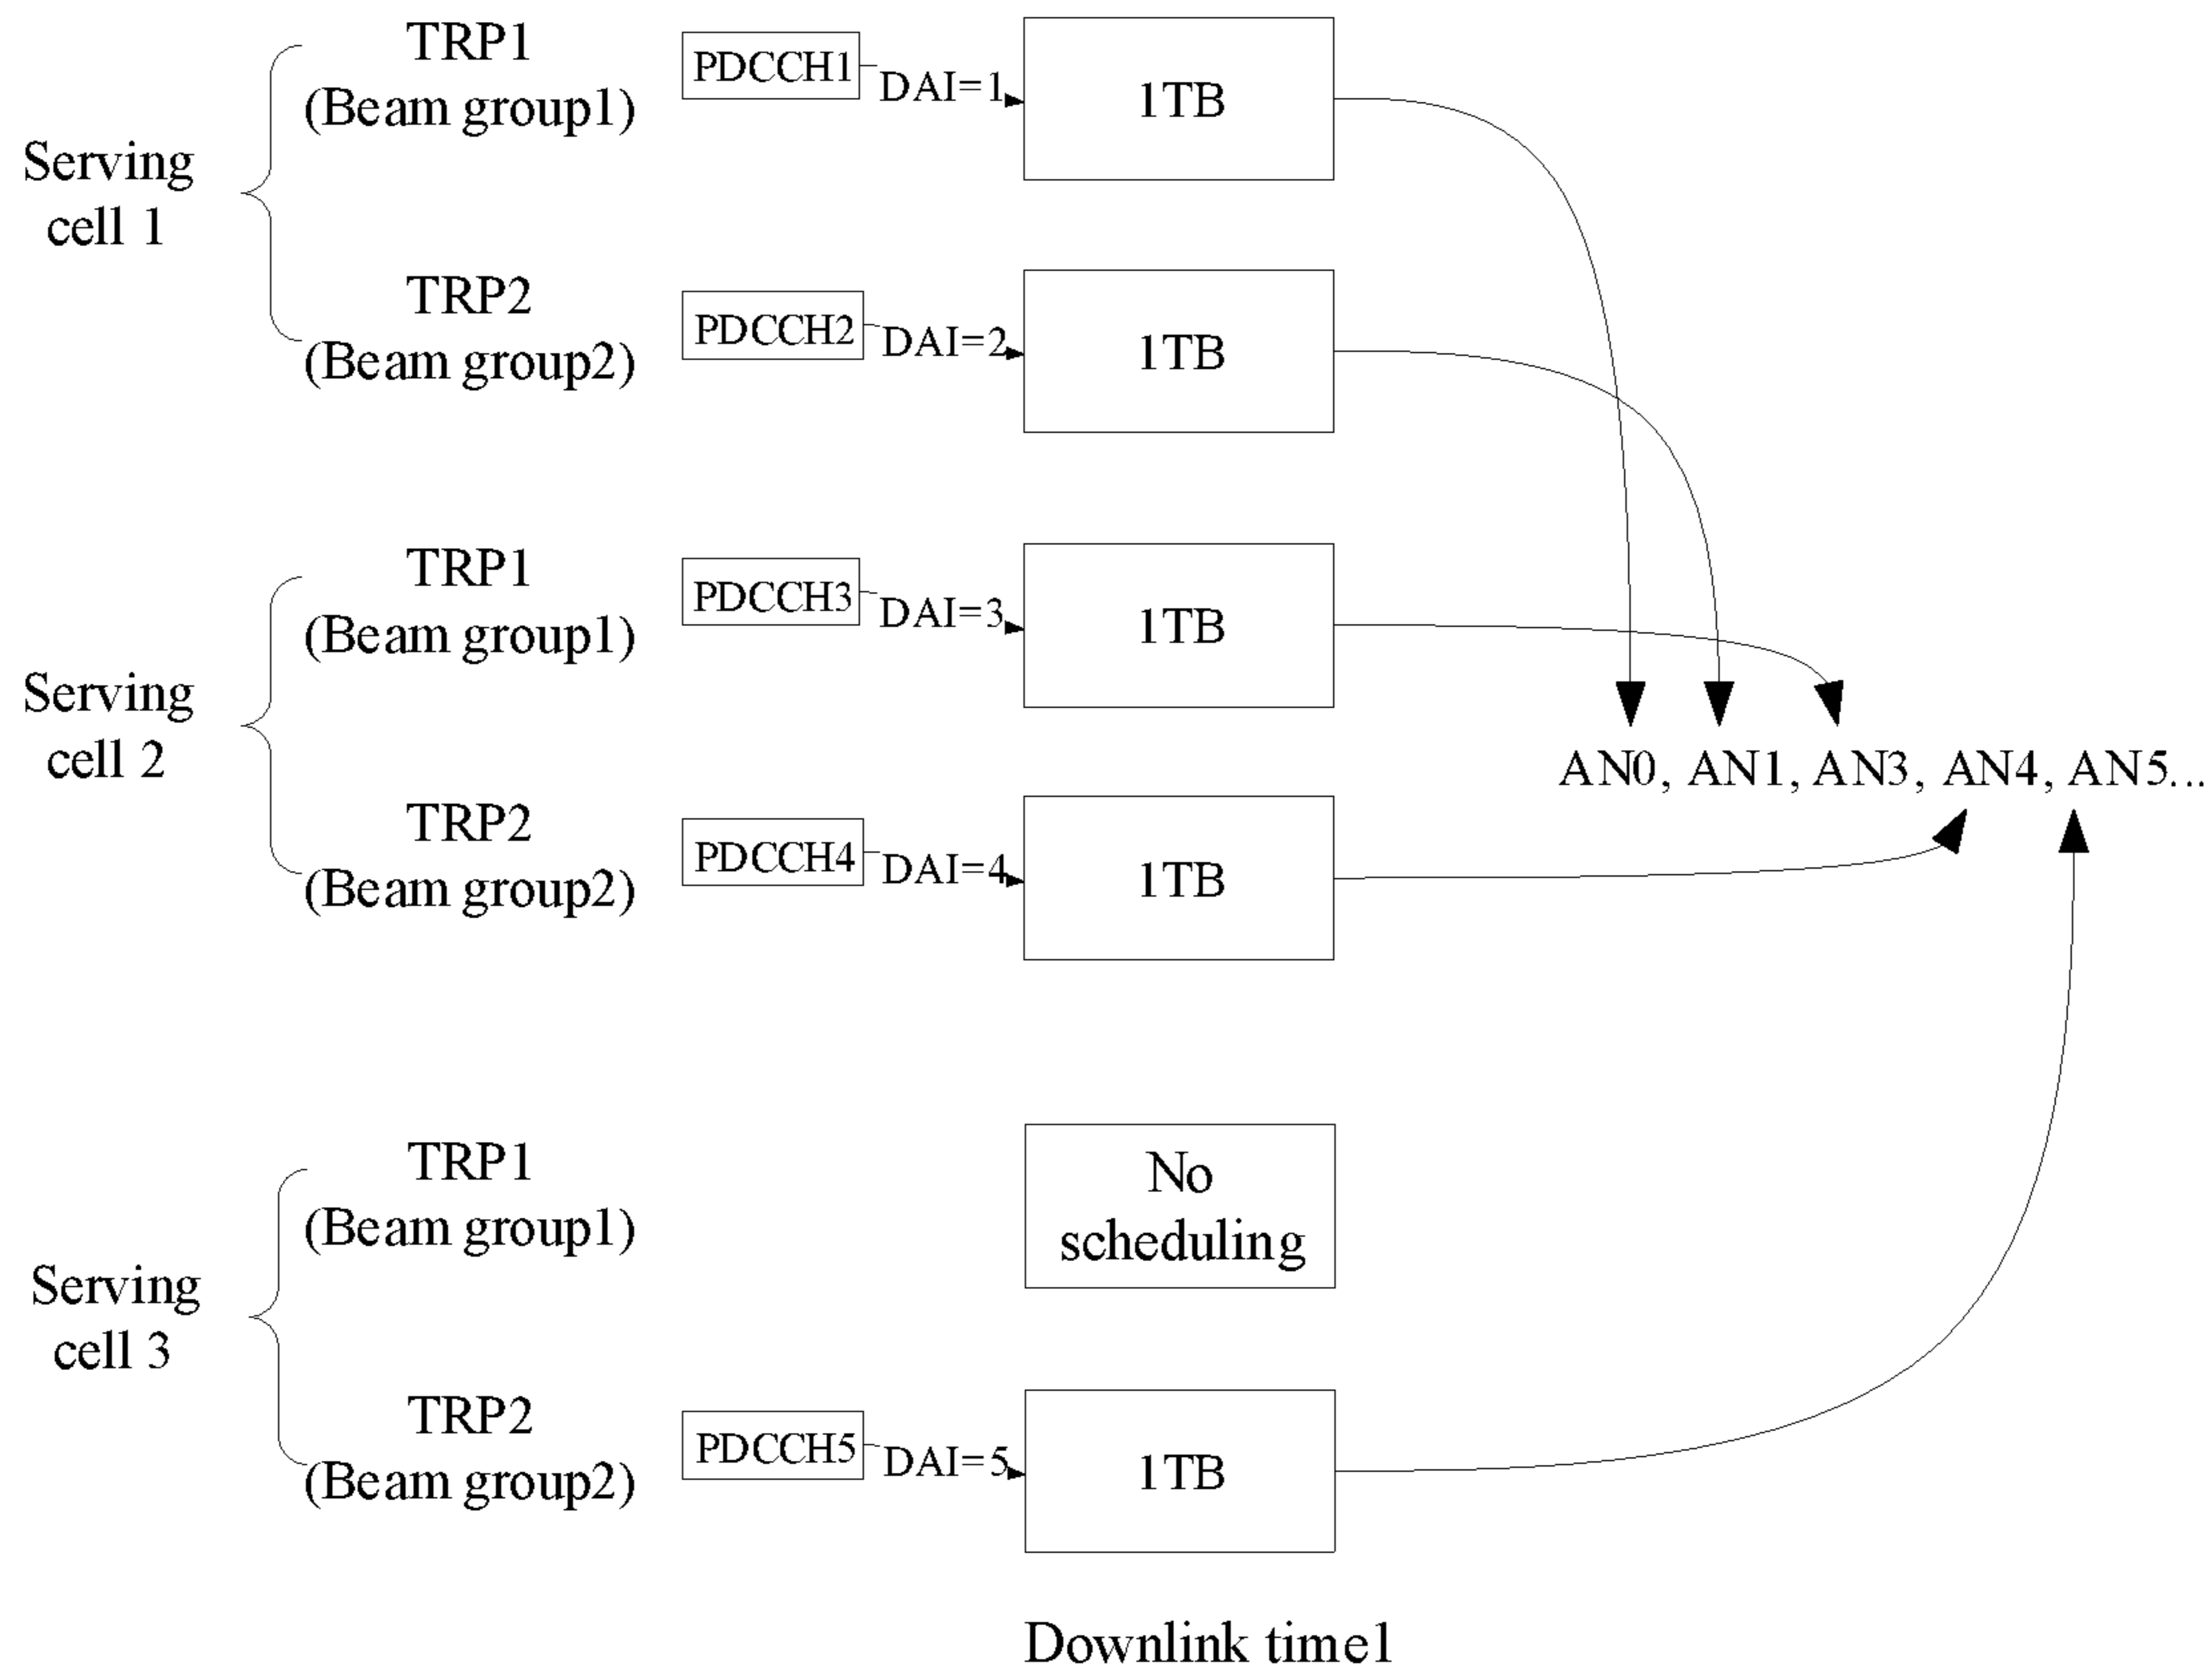 TRP1
(Beam group1)
PDCCH1
DAI=1
1TB
Serving
cell 1
TRP2
(Beam group2)
PDCCH2
DAI=2
1TB
TRP1
(Beam group1)
PDCCH3
DAI=3
1TB
Serving
cell 2
AN0, AN1, AN3, AN4, AN5...
TRP2
(Beam group2)
PDCCH4
DAI=4
1TB
TRP1
(Beam group1)
No
scheduling
Serving
cell 3
TRP2
(Beam group2)
PDCCH5
DAI=5
1TB
Downlink time1